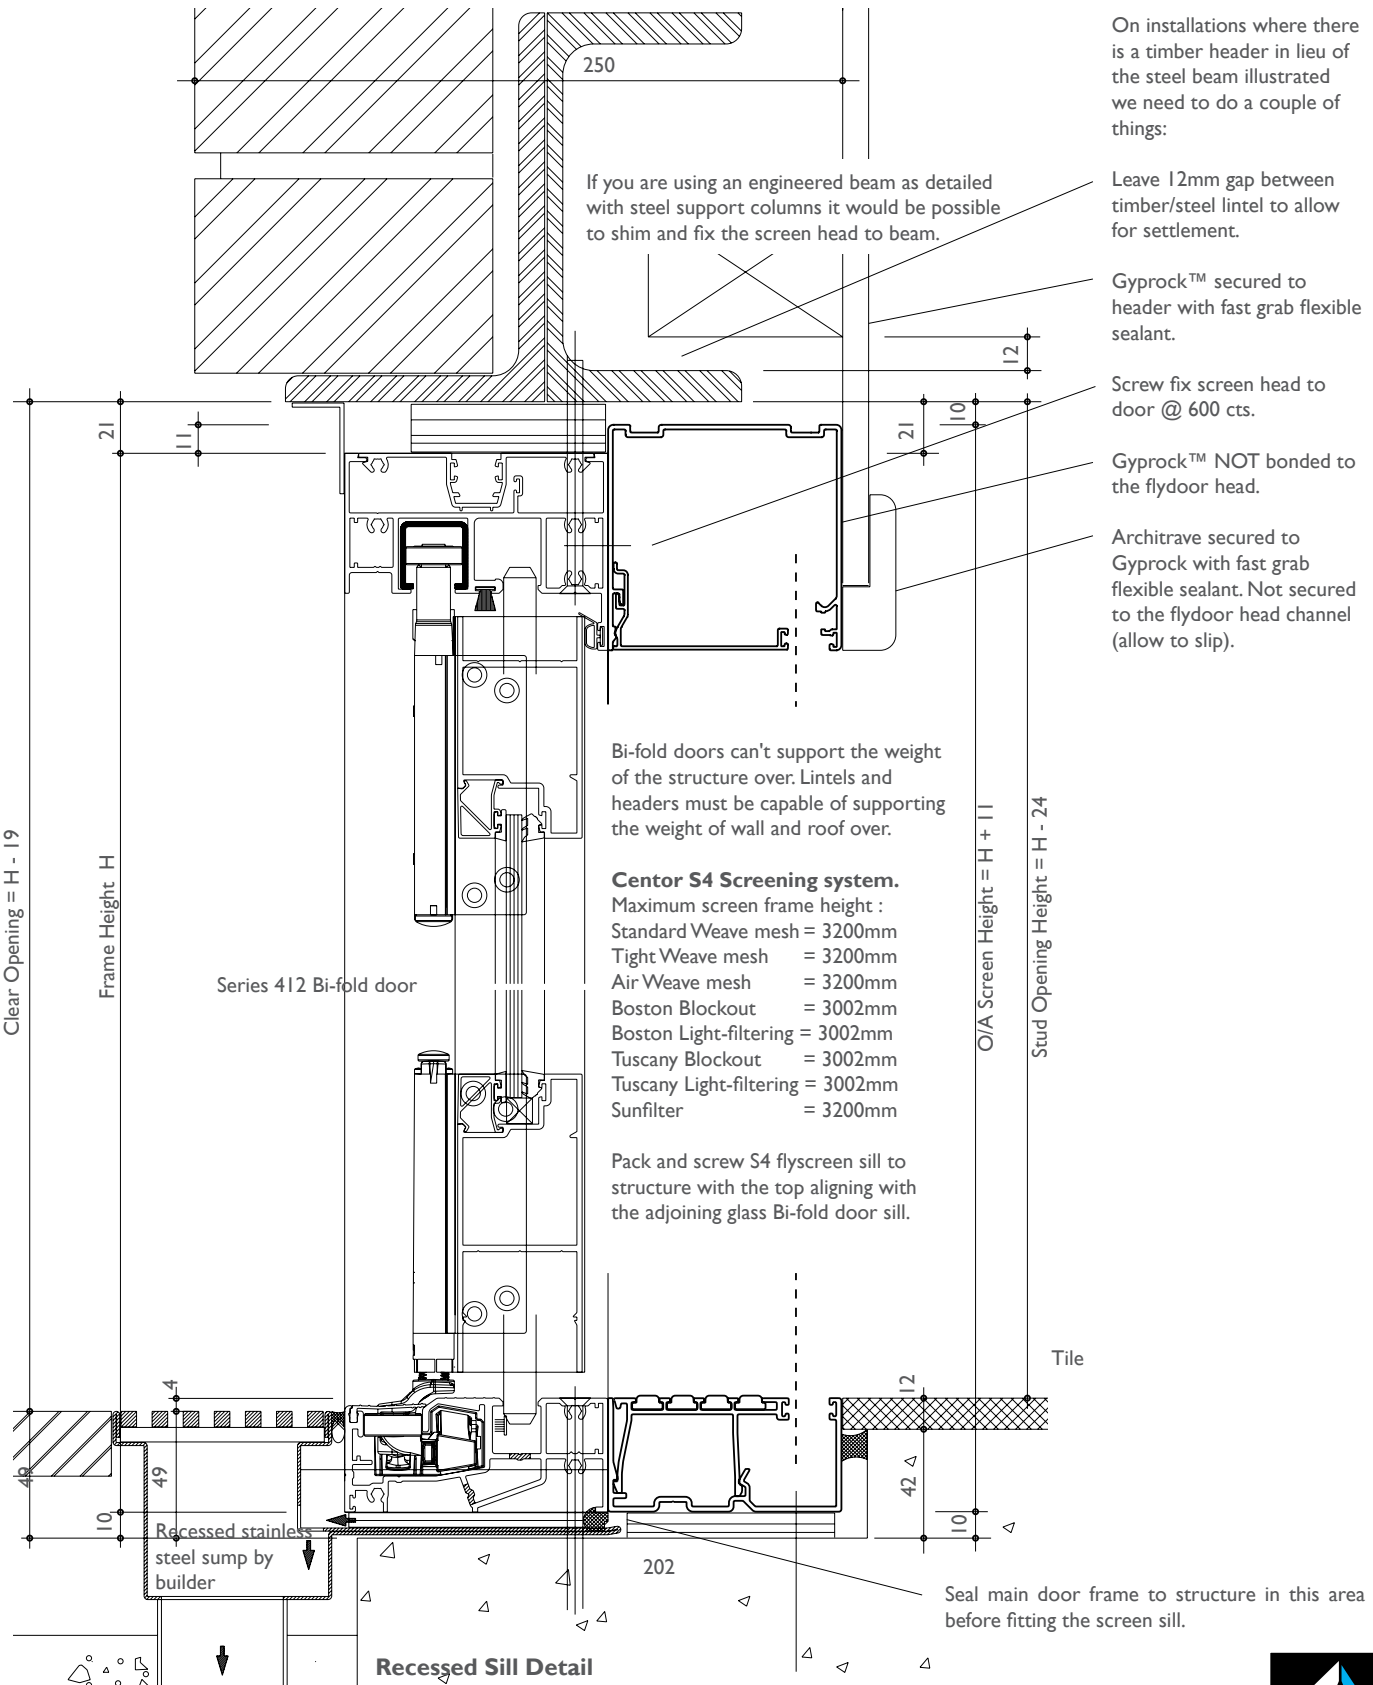 On installations where there
is a timber header in lieu of
the steel beam illustrated
we need to do a couple of
things:
250
If you are using an engineered beam as detailed
with steel support columns it would be possible
to shim and fix the screen head to beam.
Leave 12mm gap between
timber/steel lintel to allow
for settlement.
Gyprock™ secured to
header with fast grab flexible
sealant.
12
Screw fix screen head to
door @ 600 cts.
21
11
21
10
Gyprock™ NOT bonded to
the flydoor head.
Architrave secured to
Gyprock with fast grab
flexible sealant. Not secured
to the flydoor head channel
(allow to slip).
Bi-fold doors can't support the weight
of the structure over. Lintels and
headers must be capable of supporting
the weight of wall and roof over.
Clear Opening = H - 19
Frame Height H
Series 412 Bi-fold door
O/A Screen Height = H + 11
Stud Opening Height = H - 24
Centor S4 Screening system.
Maximum screen frame height :
Standard Weave mesh = 3200mm
Tight Weave mesh = 3200mm
Air Weave mesh = 3200mm
Boston Blockout = 3002mm
Boston Light-filtering = 3002mm
Tuscany Blockout = 3002mm
Tuscany Light-filtering = 3002mm
Sunfilter = 3200mm
Pack and screw S4 flyscreen sill to
structure with the top aligning with
the adjoining glass Bi-fold door sill.
Tile
4
12
49
49
42
10
10
Recessed stainless
steel sump by
builder
202
Seal main door frame to structure in this area
before fitting the screen sill.
Recessed Sill Detail